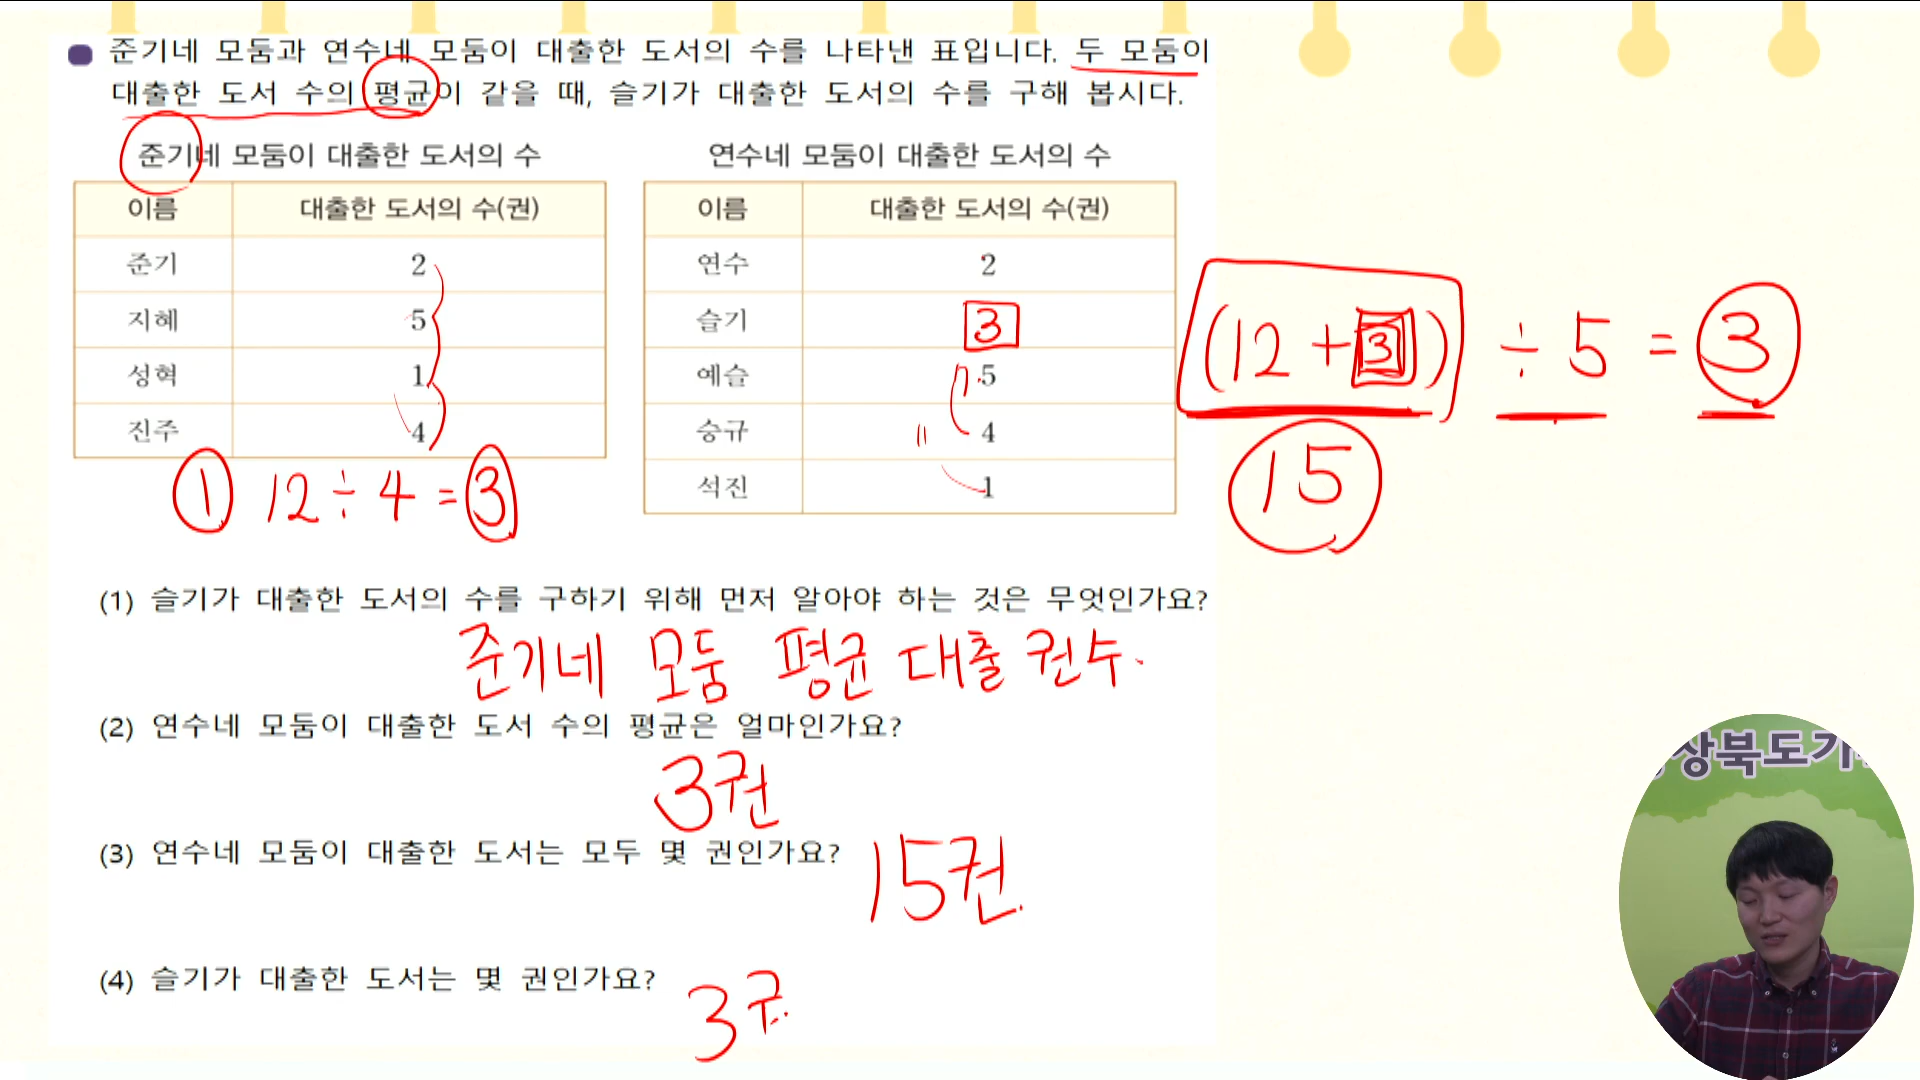 준기네 모둠과 연수네 모둠이 대출한 도서의 수를 나타낸 표입니다. 두 모둠이
대출한 도서 수의 평균이 같을 때, 슬기가 대출한 도서의 수를 구해 봅시다.
준기네 모둠이 대출한 도서의 수
이름 대출한 도서의 수(권)
준기 2
지혜 5
성혁 1
진주 4
① 12 ÷ 4 = 3
연수네 모둠이 대출한 도서의 수
이름 대출한 도서의 수(권)
연수 2
슬기 3
예슬 5
승규 4
석진 1
(12 + 3) ÷ 5 = 3
15
(1) 슬기가 대출한 도서의 수를 구하기 위해 먼저 알아야 하는 것은 무엇인가요?
준기네 모둠 평균 대출 권수.
(2) 연수네 모둠이 대출한 도서 수의 평균은 얼마인가요?
3권
(3) 연수네 모둠이 대출한 도서는 모두 몇 권인가요?
15권.
(4) 슬기가 대출한 도서는 몇 권인가요?
3
상북도